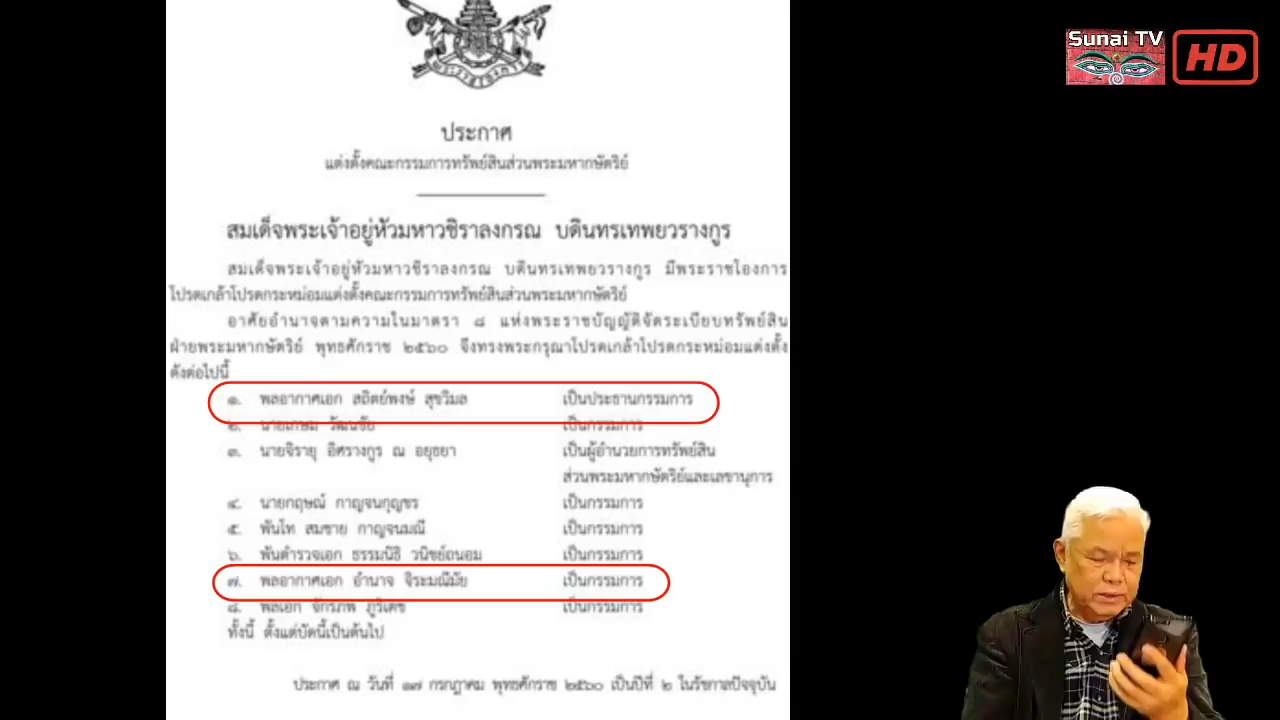 Sunai TV
HD
ประกาศ
แต่งตั้งคณะกรรมการทรัพย์สินส่วนพระมหากษัตริย์
สมเด็จพระเจ้าอยู่หัวมหาวชิราลงกรณ บดินทรเทพยวรางกูร
สมเด็จพระเจ้าอยู่หัวมหาวชิราลงกรณ บดินทรเทพยวรางกูร มีพระราชโองการ
โปรดเกล้าโปรดกระหม่อมแต่งตั้งคณะกรรมการทรัพย์สินส่วนพระมหากษัตริย์
อาศัยอำนาจตามความในมาตรา ๘ แห่งพระราชบัญญัติจัดระเบียบทรัพย์สิน
ฝ่ายพระมหากษัตริย์ พุทธศักราช ๒๕๖๐ จึงทรงพระกรุณาโปรดเกล้าโปรดกระหม่อมแต่งตั้ง
ดังต่อไปนี้
๑. พลอากาศเอก สถิตย์พงษ์ สุขวิมล เป็นประธานกรรมการ
๒. นายเกษม วัฒนชัย เป็นกรรมการ
๓. นายจิรายุ อิศรางกูร ณ อยุธยา เป็นผู้อำนวยการทรัพย์สิน
ส่วนพระมหากษัตริย์และเลขานุการ
๔. นายกฤษณ์ กาญจนกุญชร เป็นกรรมการ
๕. พันโท สมชาย กาญจนมณี เป็นกรรมการ
๖. พันตำรวจเอก ธรรมนิธิ วนิชย์ถนอม เป็นกรรมการ
๗. พลอากาศเอก อำนาจ จิระมณีมัย เป็นกรรมการ
๘. พลเอก จักรภพ ภูริเดช เป็นกรรมการ
ทั้งนี้ ตั้งแต่บัดนี้เป็นต้นไป
ประกาศ ณ วันที่ ๑๗ กรกฎาคม พุทธศักราช ๒๕๖๐ เป็นปีที่ ๒ ในรัชกาลปัจจุบัน